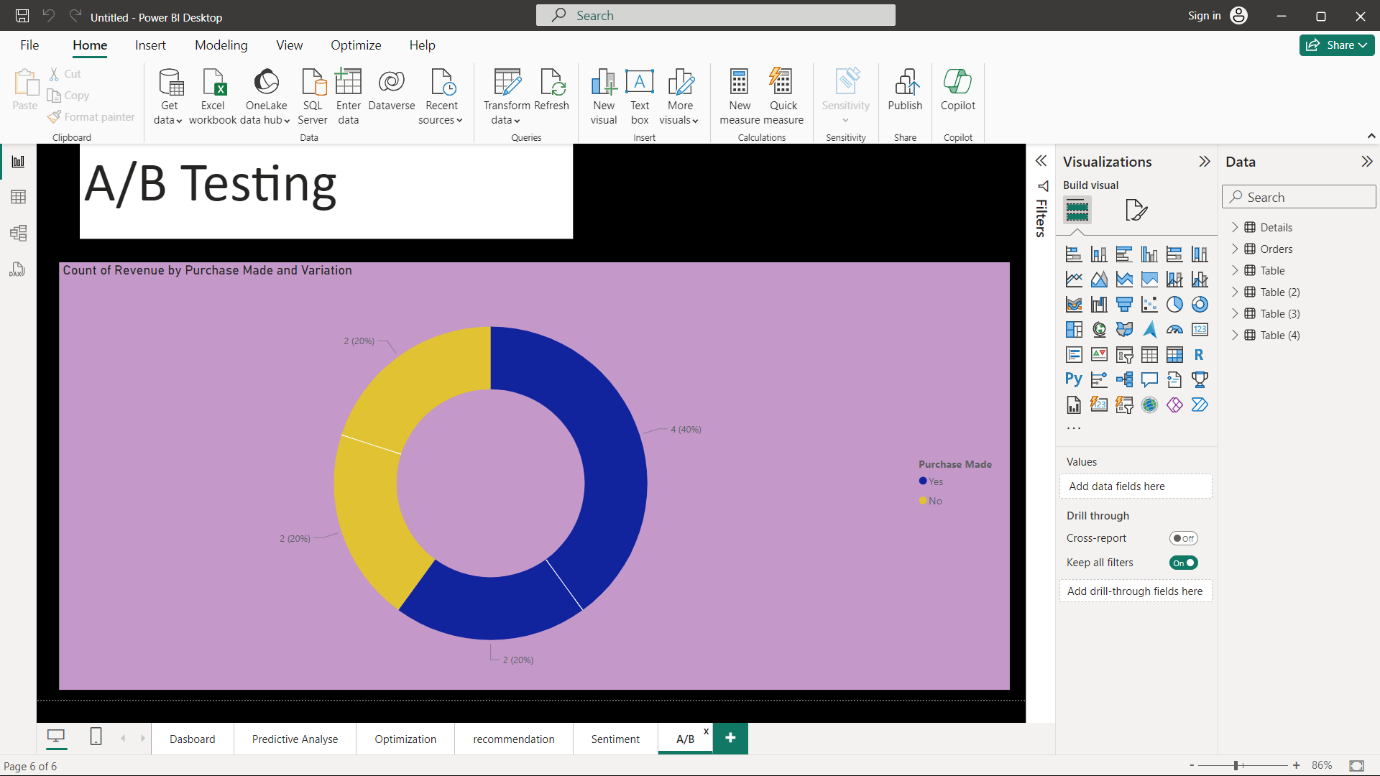 Untitled - Power BI Desktop
Search
Sign in
File Home Insert Modeling View Optimize Help
Share
Paste
Cut
Copy
Format painter
Clipboard
Get data
Excel workbook
OneLake data hub
SQL Server
Enter data
Dataverse
Recent sources
Data
Transform data
Refresh
Queries
New visual
Text box
More visuals
Insert
New measure
Quick measure
Calculations
Sensitivity
Sensitivity
Publish
Share
Copilot
Copilot
A/B Testing
Count of Revenue by Purchase Made and Variation
2 (20%)
4 (40%)
2 (20%)
2 (20%)
Purchase Made
Yes
No
Filters
Visualizations
Build visual
123
R
Py
123
...
Values
Add data fields here
Drill through
Cross-report
Off
Keep all filters
On
Add drill-through fields here
Data
Search
Details
Orders
Table
Table (2)
Table (3)
Table (4)
DAX
Dasboard
Predictive Analyse
Optimization
recommendation
Sentiment
A/B
x
+
Page 6 of 6
- + 86%